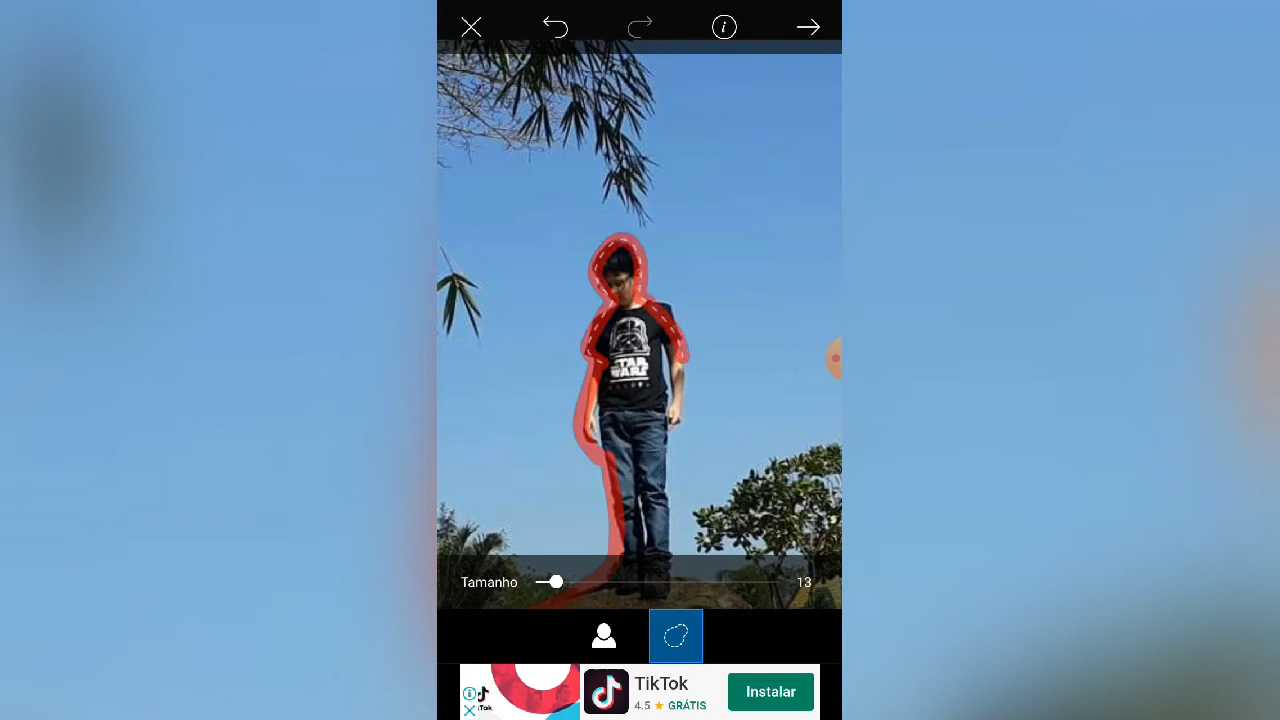 STAR
WARS
Tamanho 13
TikTok
4.5 ★ GRÁTIS
Instalar